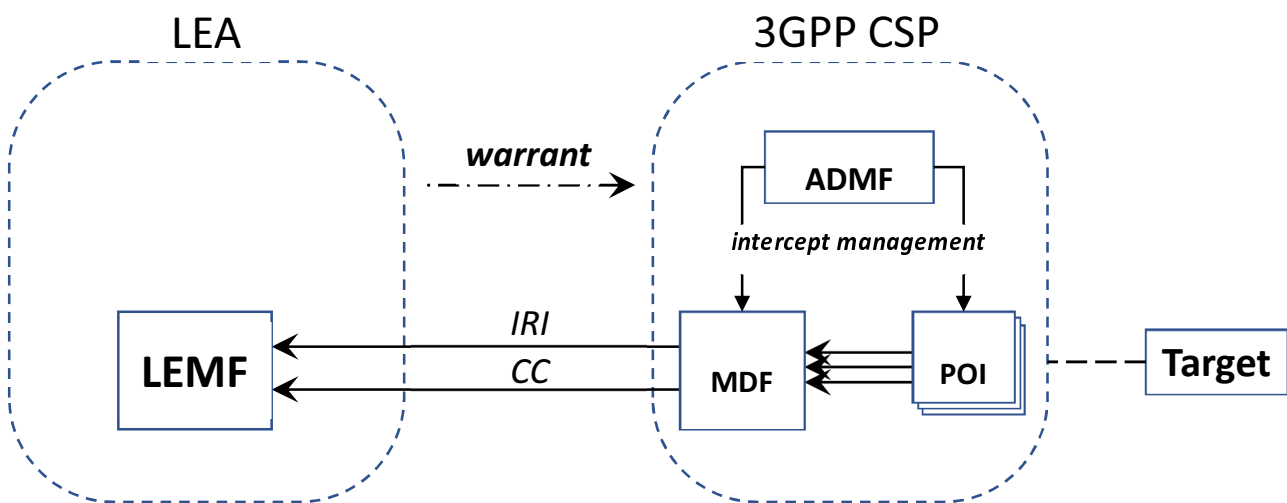 LEA
3GPP CSP
warrant
ADMF
intercept management
IRI
CC
LEMF
MDF
POI
Target